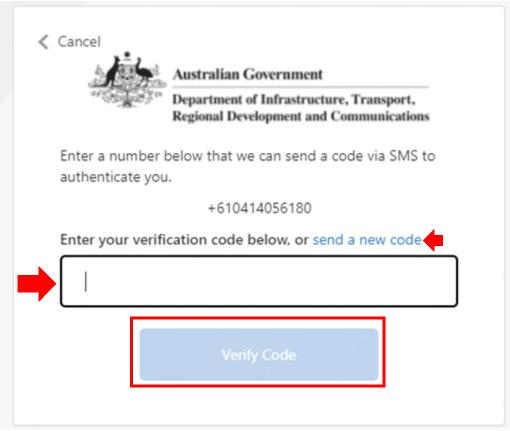 Cancel
Australian Government
Department of Infrastructure, Transport,
Regional Development and Communications
Enter a number below that we can send a code via SMS to
authenticate you.
+610414056180
Enter your verification code below, or send a new code
Verify Code